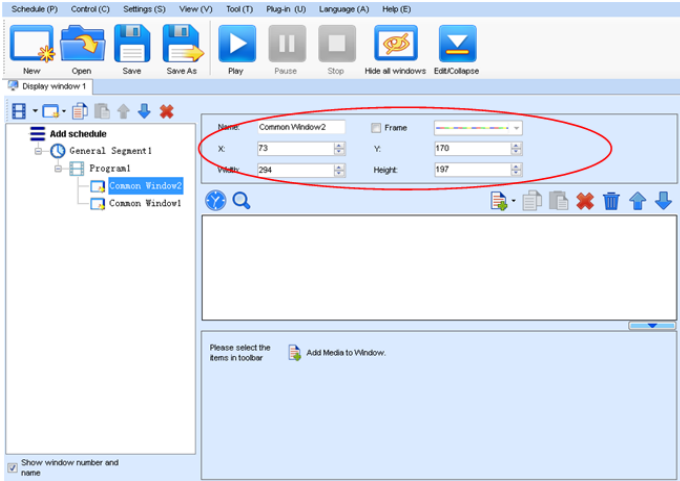 Schedule (P) Control (C) Settings (S) View (V) Tool (T) Plug-in (U) Language (A) Help (E)
New Open Save Save As Play Pause Stop Hide all windows Edit/Collapse
Display window 1
Add schedule
General Segment1
Program1
Common Window2
Common Window1
Name: Common Window2 Frame
X: 73 Y: 170
Width: 294 Height: 197
Please select the
items in toolbar
Add Media to Window.
Show window number and
name